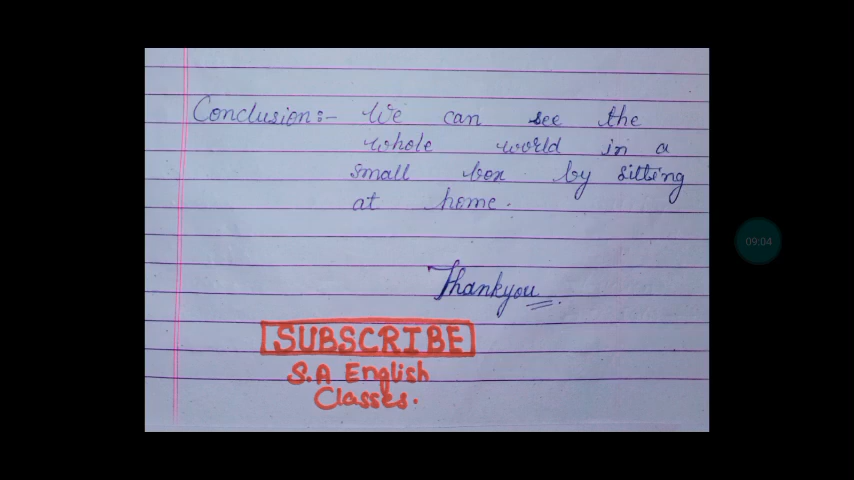 Conclusion:- We can see the
whole world in a
small box by sitting
at home.
09:04
Thankyou
SUBSCRIBE
S.A English
Classes.